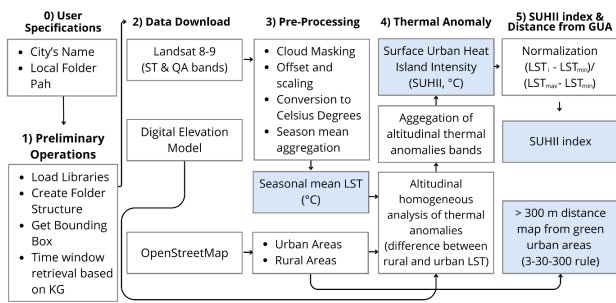 0) User
Specifications
• City's Name
• Local Folder
Pah
1) Preliminary
Operations
• Load Libraries
• Create Folder
Structure
• Get Bounding
Box
• Time window
retrieval based
on KG
2) Data Download
Landsat 8-9
(ST & QA bands)
Digital Elevation
Model
OpenStreetMap
3) Pre-Processing
• Cloud Masking
• Offset and
scaling
• Conversion to
Celsius Degrees
• Season mean
aggregation
Seasonal mean LST
(°C)
• Urban Areas
• Rural Areas
4) Thermal Anomaly
Surface Urban Heat
Island Intensity
(SUHII, °C)
Aggegation of
altitudinal thermal
anomalies bands
Altitudinal
homogeneous
analysis of thermal
anomalies
(difference between
rural and urban LST)
5) SUHII index &
Distance from GUA
Normalization
(LSTi - LSTmin)/
(LSTmax- LSTmin)
SUHII index
> 300 m distance
map from green
urban areas
(3-30-300 rule)